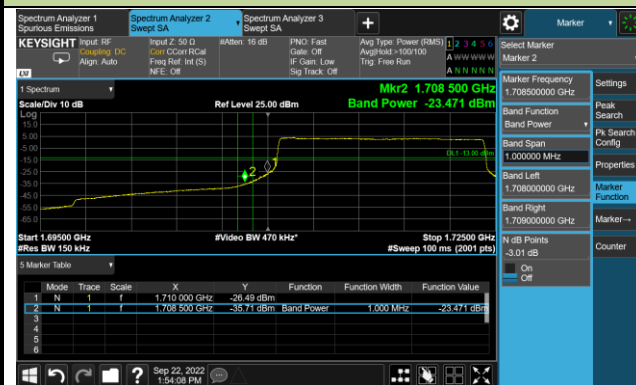 Spectrum Analyzer 1
Spurious Emissions
Spectrum Analyzer 2
Swept SA
Spectrum Analyzer 3
Swept SA
+
Marker
KEYSIGHT
Input: RF
Coupling: DC
Align: Auto
Input Z: 50 Ω
Corr CCorr RCal
Freq Ref: Int (S)
NFE: Off
#Atten: 16 dB
PNO: Fast
Gate: Off
IF Gain: Low
Sig Track: Off
Avg Type: Power (RMS)
Avg|Hold:>100/100
Trig: Free Run
1 2 3 4 5 6
A W W W W W
A N N N N N
LXI
Select Marker
Marker 2
1 Spectrum
Scale/Div 10 dB
Ref Level 25.00 dBm
Mkr2 1.708 500 GHz
Band Power -23.471 dBm
Log
15.0
5.00
-5.00
-15.0
-25.0
-35.0
-45.0
-55.0
-65.0
DL1 -13.00 dBm
2
1
Start 1.69500 GHz
#Res BW 150 kHz
#Video BW 470 kHz*
Stop 1.72500 GHz
#Sweep 100 ms (2001 pts)
Marker Frequency
1.708500000 GHz
Band Function
Band Power
Band Span
1.000000 MHz
Band Left
1.708000000 GHz
Band Right
1.709000000 GHz
N dB Points
-3.01 dB
On
Off
Settings
Peak Search
Pk Search Config
Properties
Marker Function
Marker→
Counter
5 Marker Table
Mode Trace Scale X Y Function Function Width Function Value
1 N 1 f 1.710 000 GHz -26.49 dBm
2 N 1 f 1.708 500 GHz -35.71 dBm Band Power 1.000 MHz -23.471 dBm
3
4
5
6
?
Sep 22, 2022
1:54:08 PM